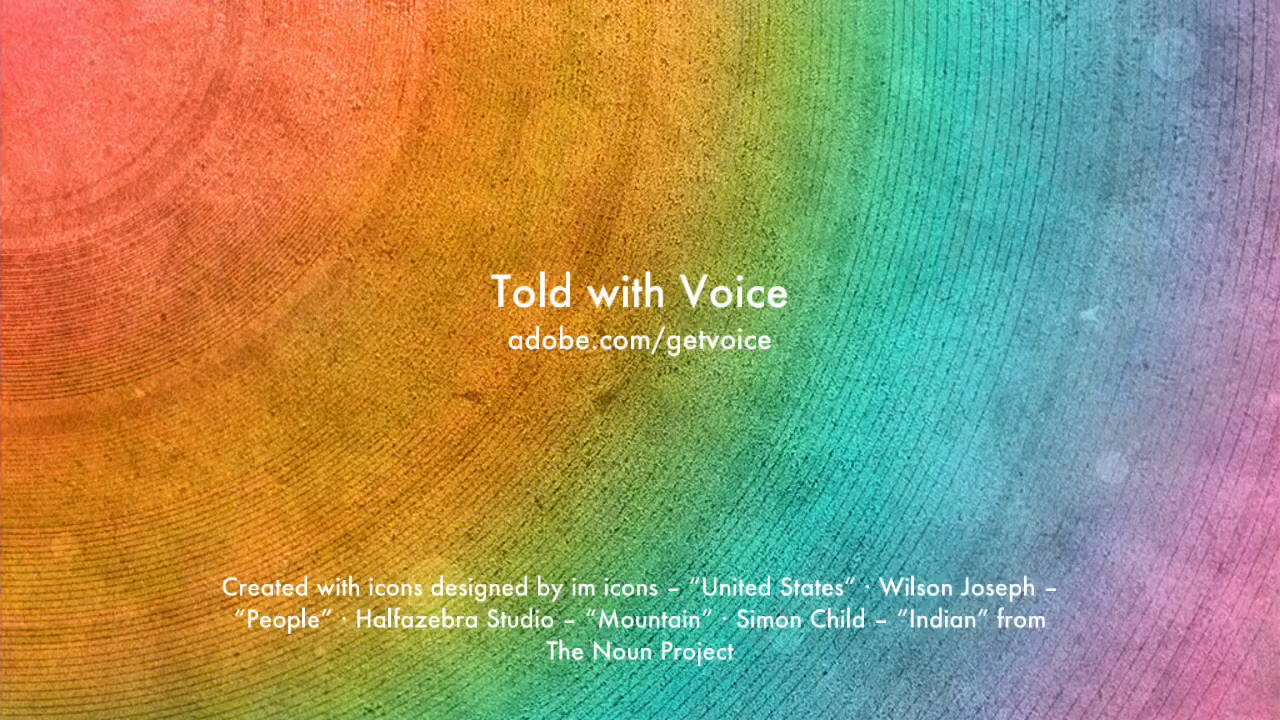 Told with Voice
adobe.com/getvoice
Created with icons designed by im icons – “United States” · Wilson Joseph –
“People” · Halfazebra Studio – “Mountain” · Simon Child – “Indian” from
The Noun Project